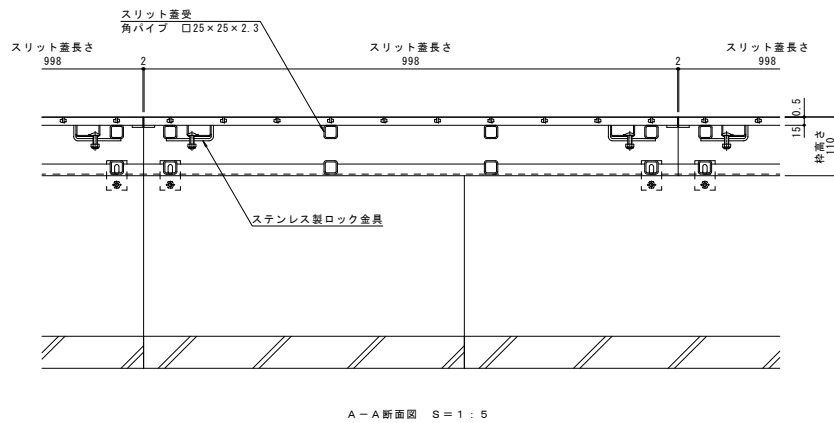 スリット蓋受
角パイプ　□25×25×2.3
スリット蓋長さ
998
2
スリット蓋長さ
998
2
スリット蓋長さ
998
0.5
15
枠高さ
110
ステンレス製ロック金具
A－A断面図　S＝1：5